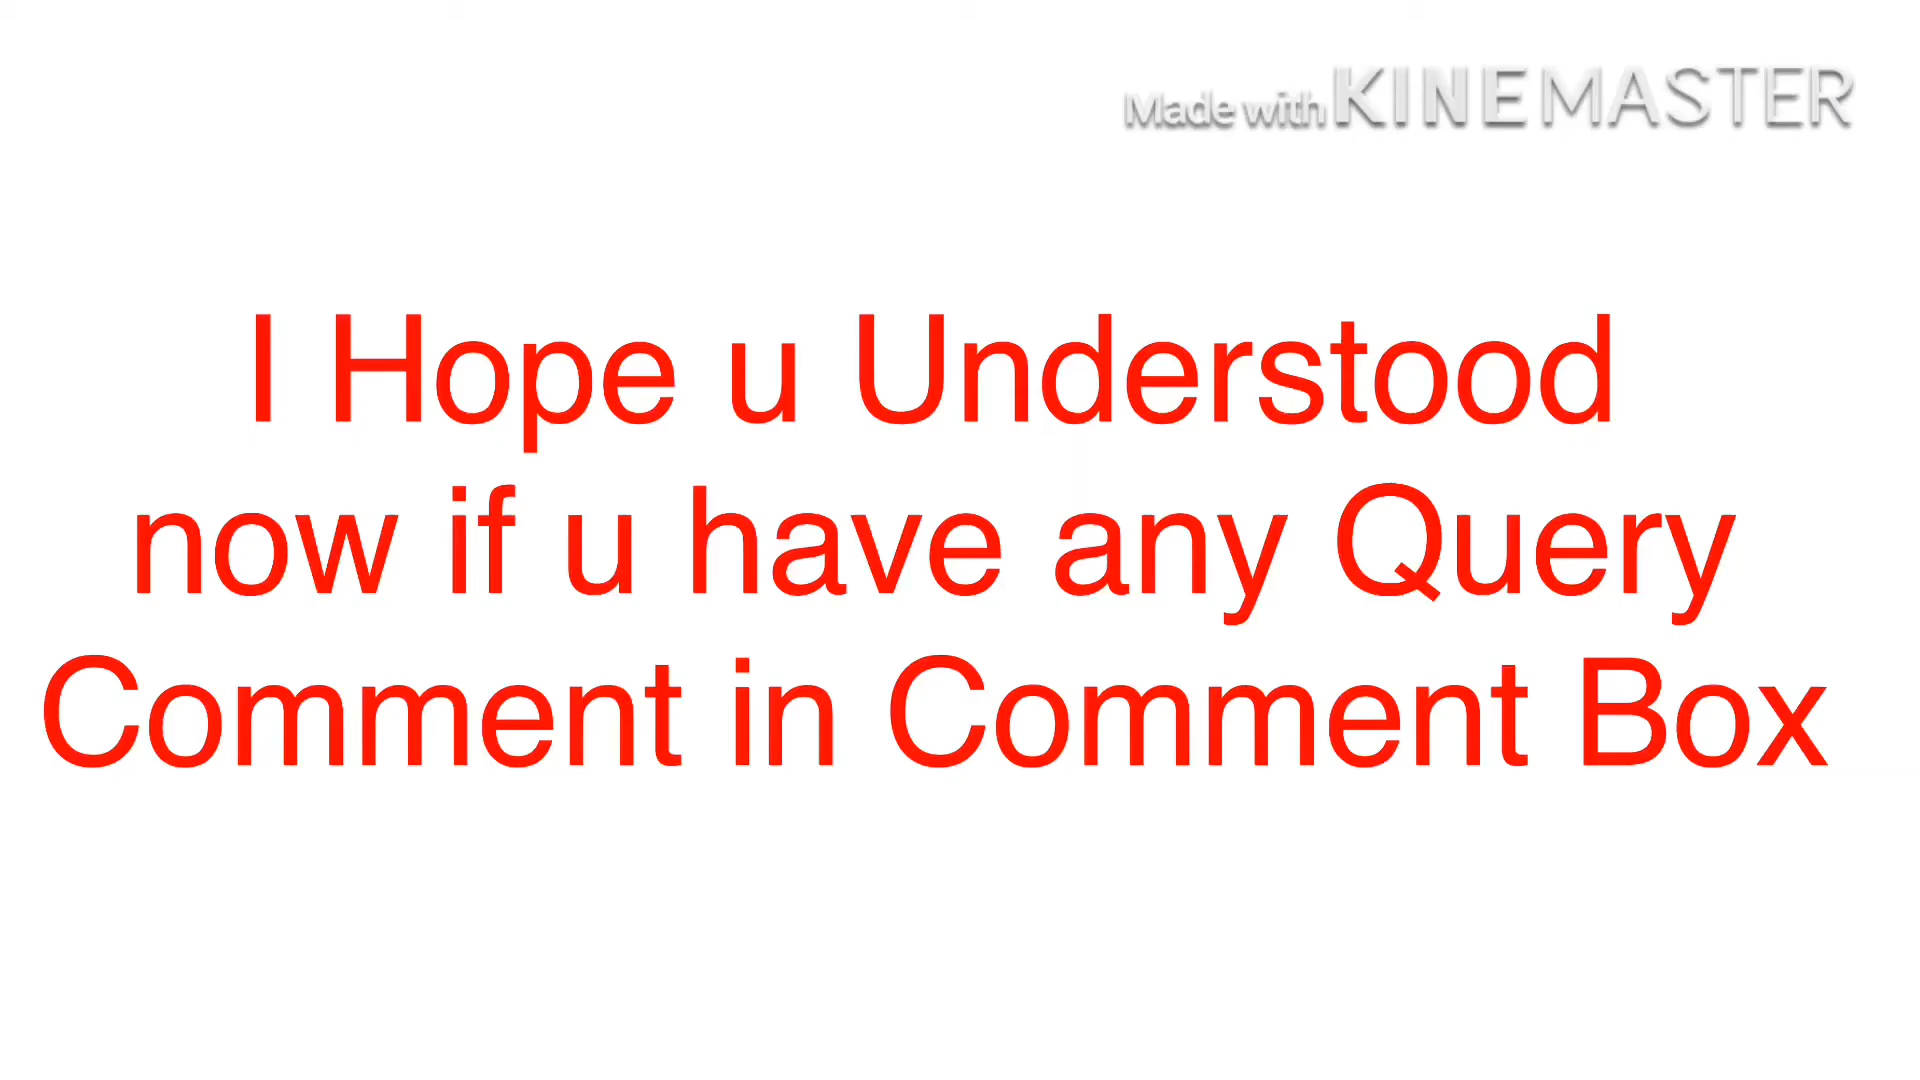 Made with KINEMASTER
I Hope u Understood
now if u have any Query
Comment in Comment Box